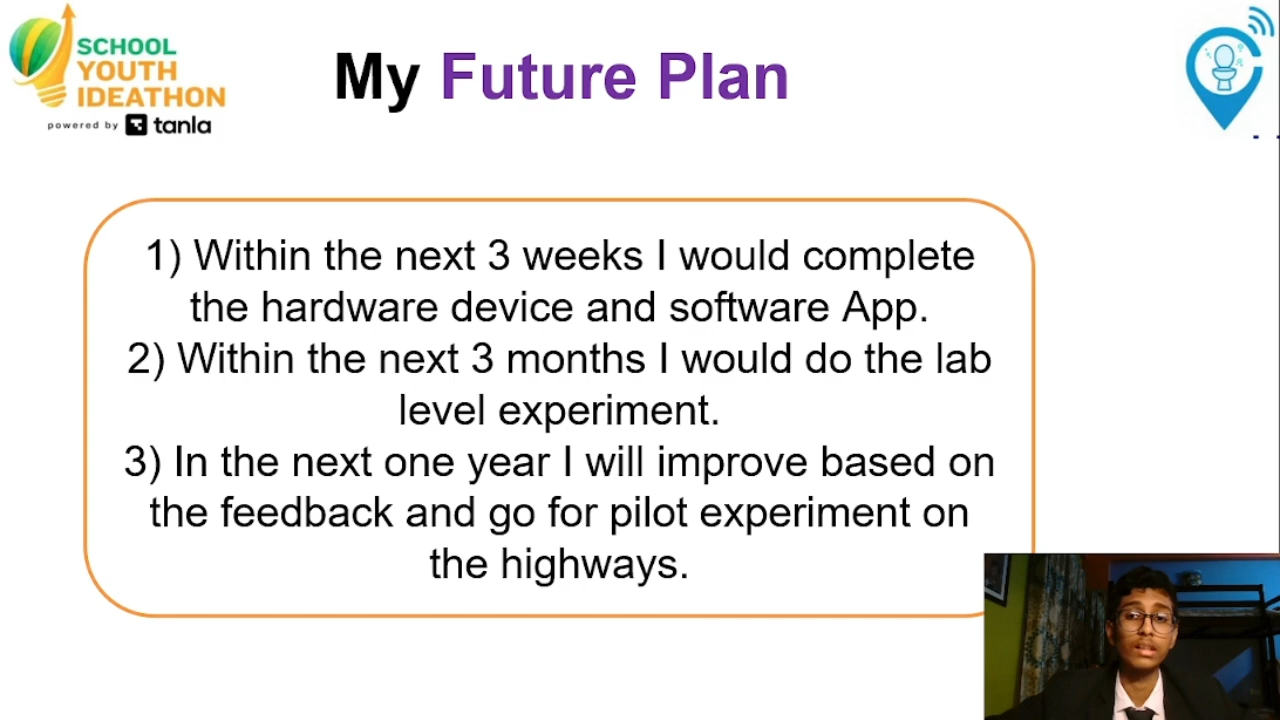 SCHOOL
YOUTH
IDEATHON
powered by tanla
My Future Plan
1) Within the next 3 weeks I would complete
the hardware device and software App.
2) Within the next 3 months I would do the lab
level experiment.
3) In the next one year I will improve based on
the feedback and go for pilot experiment on
the highways.